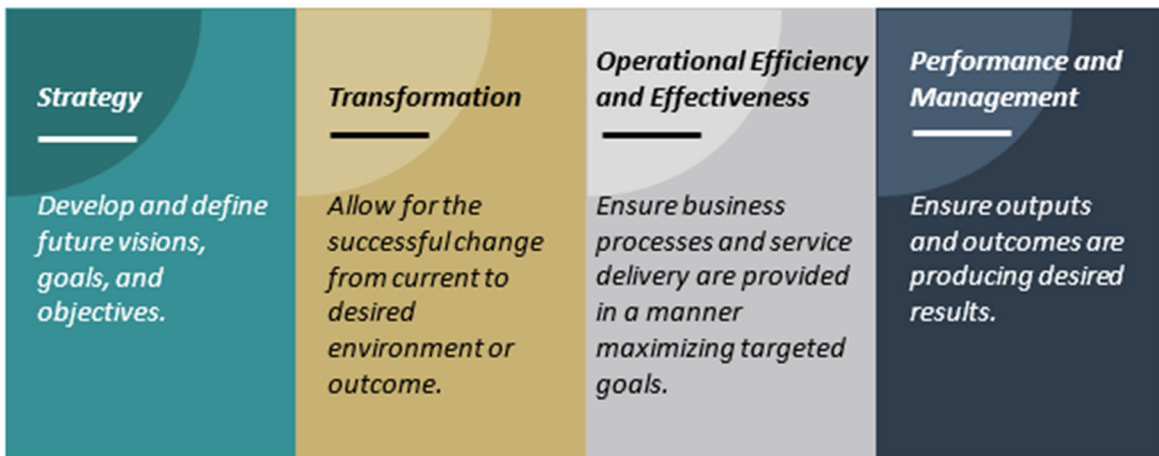 Strategy
Develop and define
future visions,
goals, and
objectives.
Transformation
Allow for the
successful change
from current to
desired
environment or
outcome.
Operational Efficiency
and Effectiveness
Ensure business
processes and service
delivery are provided
in a manner
maximizing targeted
goals.
Performance and
Management
Ensure outputs
and outcomes are
producing desired
results.